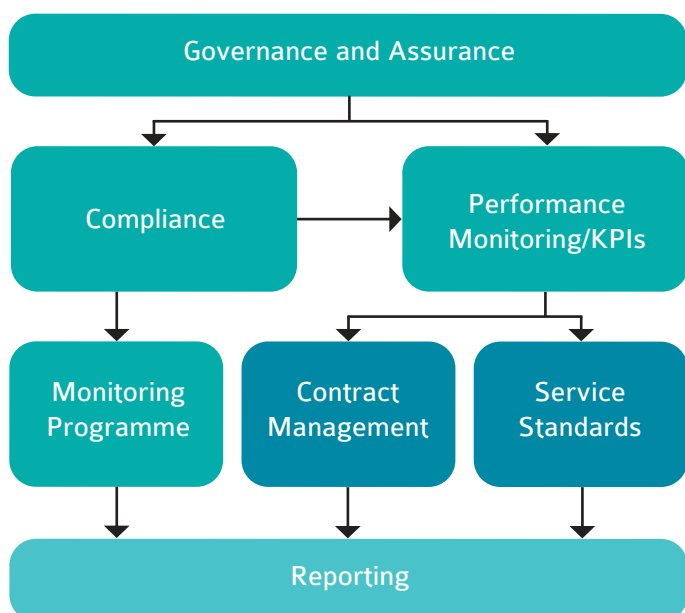 Governance and Assurance
Compliance
Performance
Monitoring/KPIs
Monitoring
Programme
Contract
Management
Service
Standards
Reporting